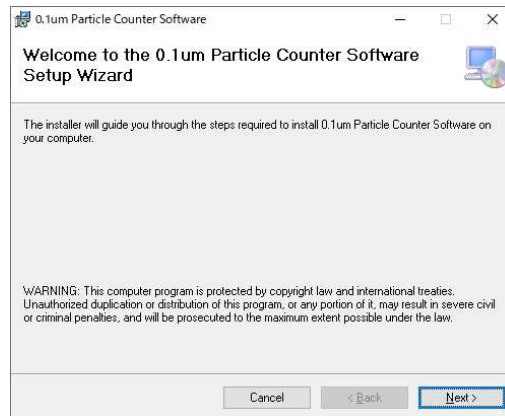 0.1um Particle Counter Software
Welcome to the 0.1um Particle Counter Software
Setup Wizard
The installer will guide you through the steps required to install 0.1um Particle Counter Software on
your computer.
WARNING: This computer program is protected by copyright law and international treaties.
Unauthorized duplication or distribution of this program, or any portion of it, may result in severe civil
or criminal penalties, and will be prosecuted to the maximum extent possible under the law.
Cancel
< Back
Next >